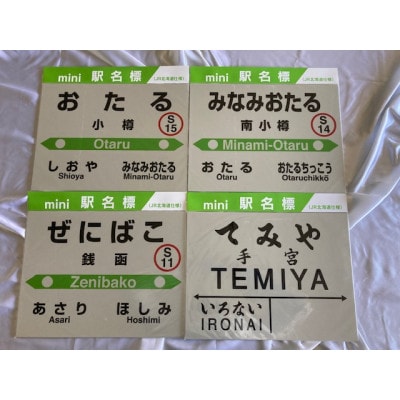 mini 駅名標 (JR北海道仕様)
おたる
小樽
S 15
Otaru
しおや みなみおたる
Shioya Minami-Otaru
mini 駅名標 (JR北海道仕様)
みなみおたる
南小樽
S 14
Minami-Otaru
おたる おたるちっこう
Otaru Otaruchikkō
mini 駅名標 (JR北海道仕様)
ぜにばこ
銭函
S 11
Zenibako
あさり ほしみ
Asari Hoshimi
mini 駅名標 (JR北海道仕様)
てみや
手宮
TEMIYA
いろない
IRONAI